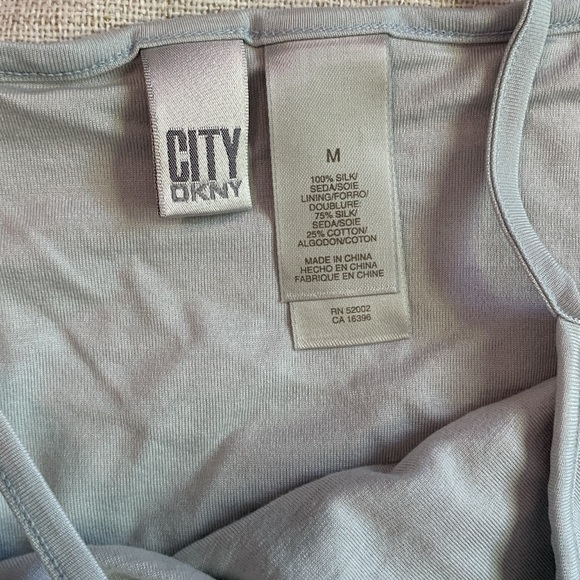 CITY
DKNY
M
100% SILK/
SEDA/SOIE
LINING/FORRO/
DOUBLURE:
75% SILK/
SEDA/SOIE
25% COTTON/
ALGODON/COTON
MADE IN CHINA
HECHO EN CHINA
FABRIQUE EN CHINE
RN 52002
CA 16396